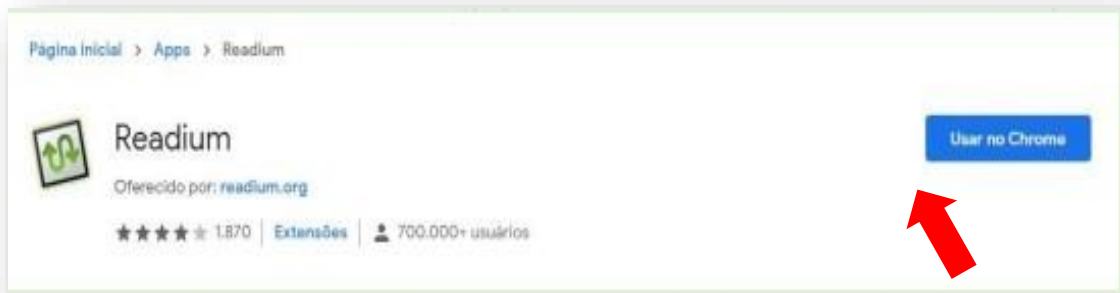 Página inicial > Apps > Readium
Readium
Usar no Chrome
Oferecido por: readium.org
1.870 | Extensões | 700.000+ usuários